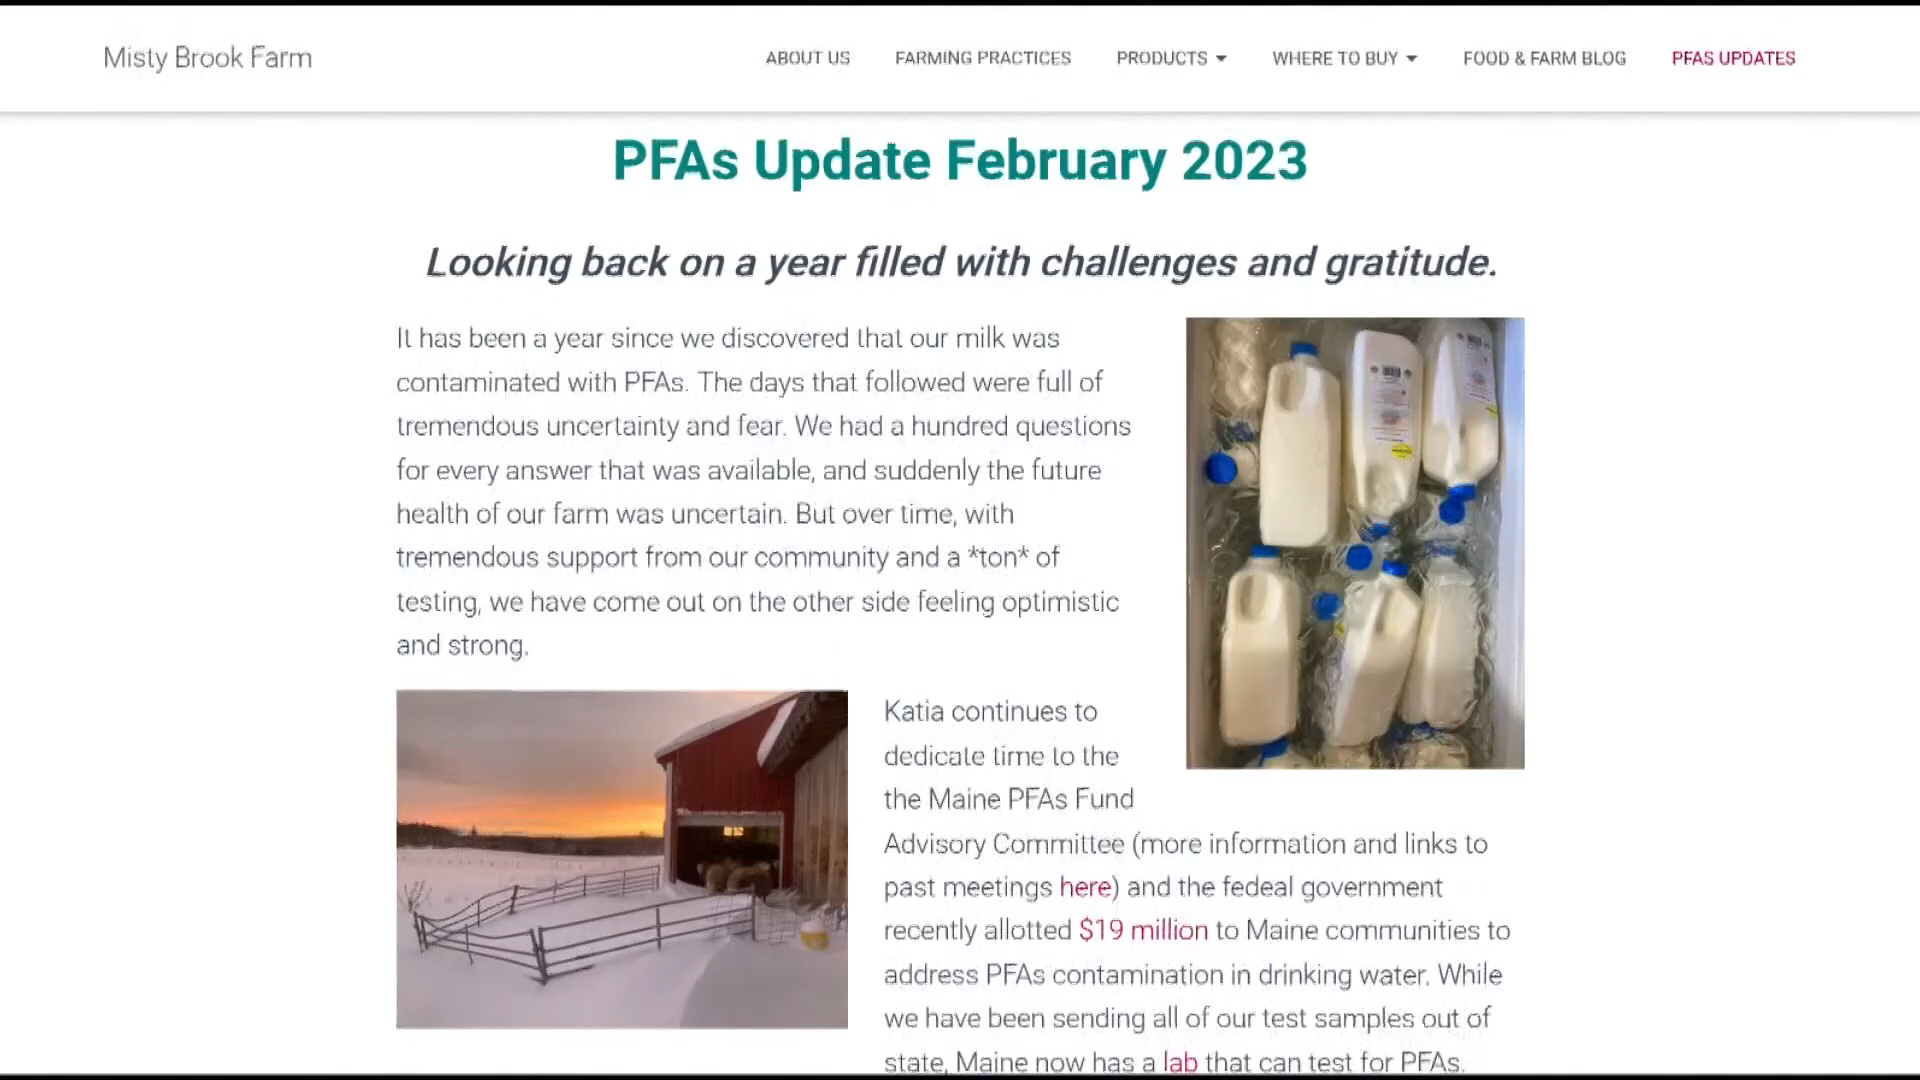 Misty Brook Farm
ABOUT US
FARMING PRACTICES
PRODUCTS
WHERE TO BUY
FOOD & FARM BLOG
PFAS UPDATES
PFAs Update February 2023
Looking back on a year filled with challenges and gratitude.
It has been a year since we discovered that our milk was
contaminated with PFAs. The days that followed were full of
tremendous uncertainty and fear. We had a hundred questions
for every answer that was available, and suddenly the future
health of our farm was uncertain. But over time, with
tremendous support from our community and a *ton* of
testing, we have come out on the other side feeling optimistic
and strong.
Katia continues to
dedicate time to the
the Maine PFAs Fund
Advisory Committee (more information and links to
past meetings here) and the fedeal government
recently allotted $19 million to Maine communities to
address PFAs contamination in drinking water. While
we have been sending all of our test samples out of
state, Maine now has a lab that can test for PFAs.